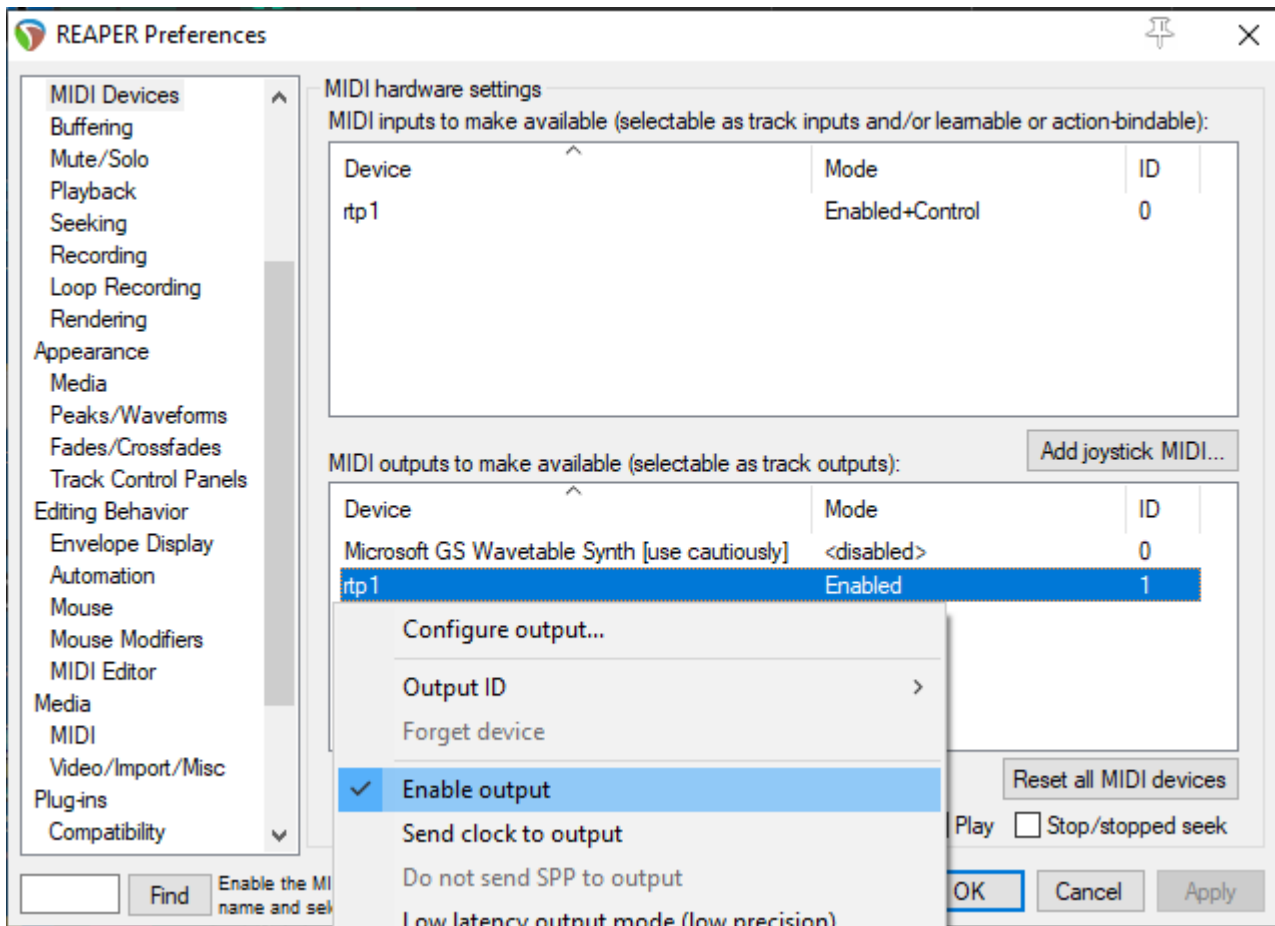 REAPER Preferences
MIDI Devices
Buffering
Mute/Solo
Playback
Seeking
Recording
Loop Recording
Rendering
Appearance
Media
Peaks/Waveforms
Fades/Crossfades
Track Control Panels
Editing Behavior
Envelope Display
Automation
Mouse
Mouse Modifiers
MIDI Editor
Media
MIDI
Video/Import/Misc
Plug-ins
Compatibility
Find
Enable the MI
name and sel
MIDI hardware settings
MIDI inputs to make available (selectable as track inputs and/or learnable or action-bindable):
Device Mode ID
rtp1 Enabled+Control 0
Add joystick MIDI...
MIDI outputs to make available (selectable as track outputs):
Device Mode ID
Microsoft GS Wavetable Synth [use cautiously] <disabled> 0
rtp1 Enabled 1
Configure output...
Output ID
Forget device
Enable output
Send clock to output
Do not send SPP to output
Low latency output mode (low precision)
Reset all MIDI devices
Play Stop/stopped seek
OK Cancel Apply